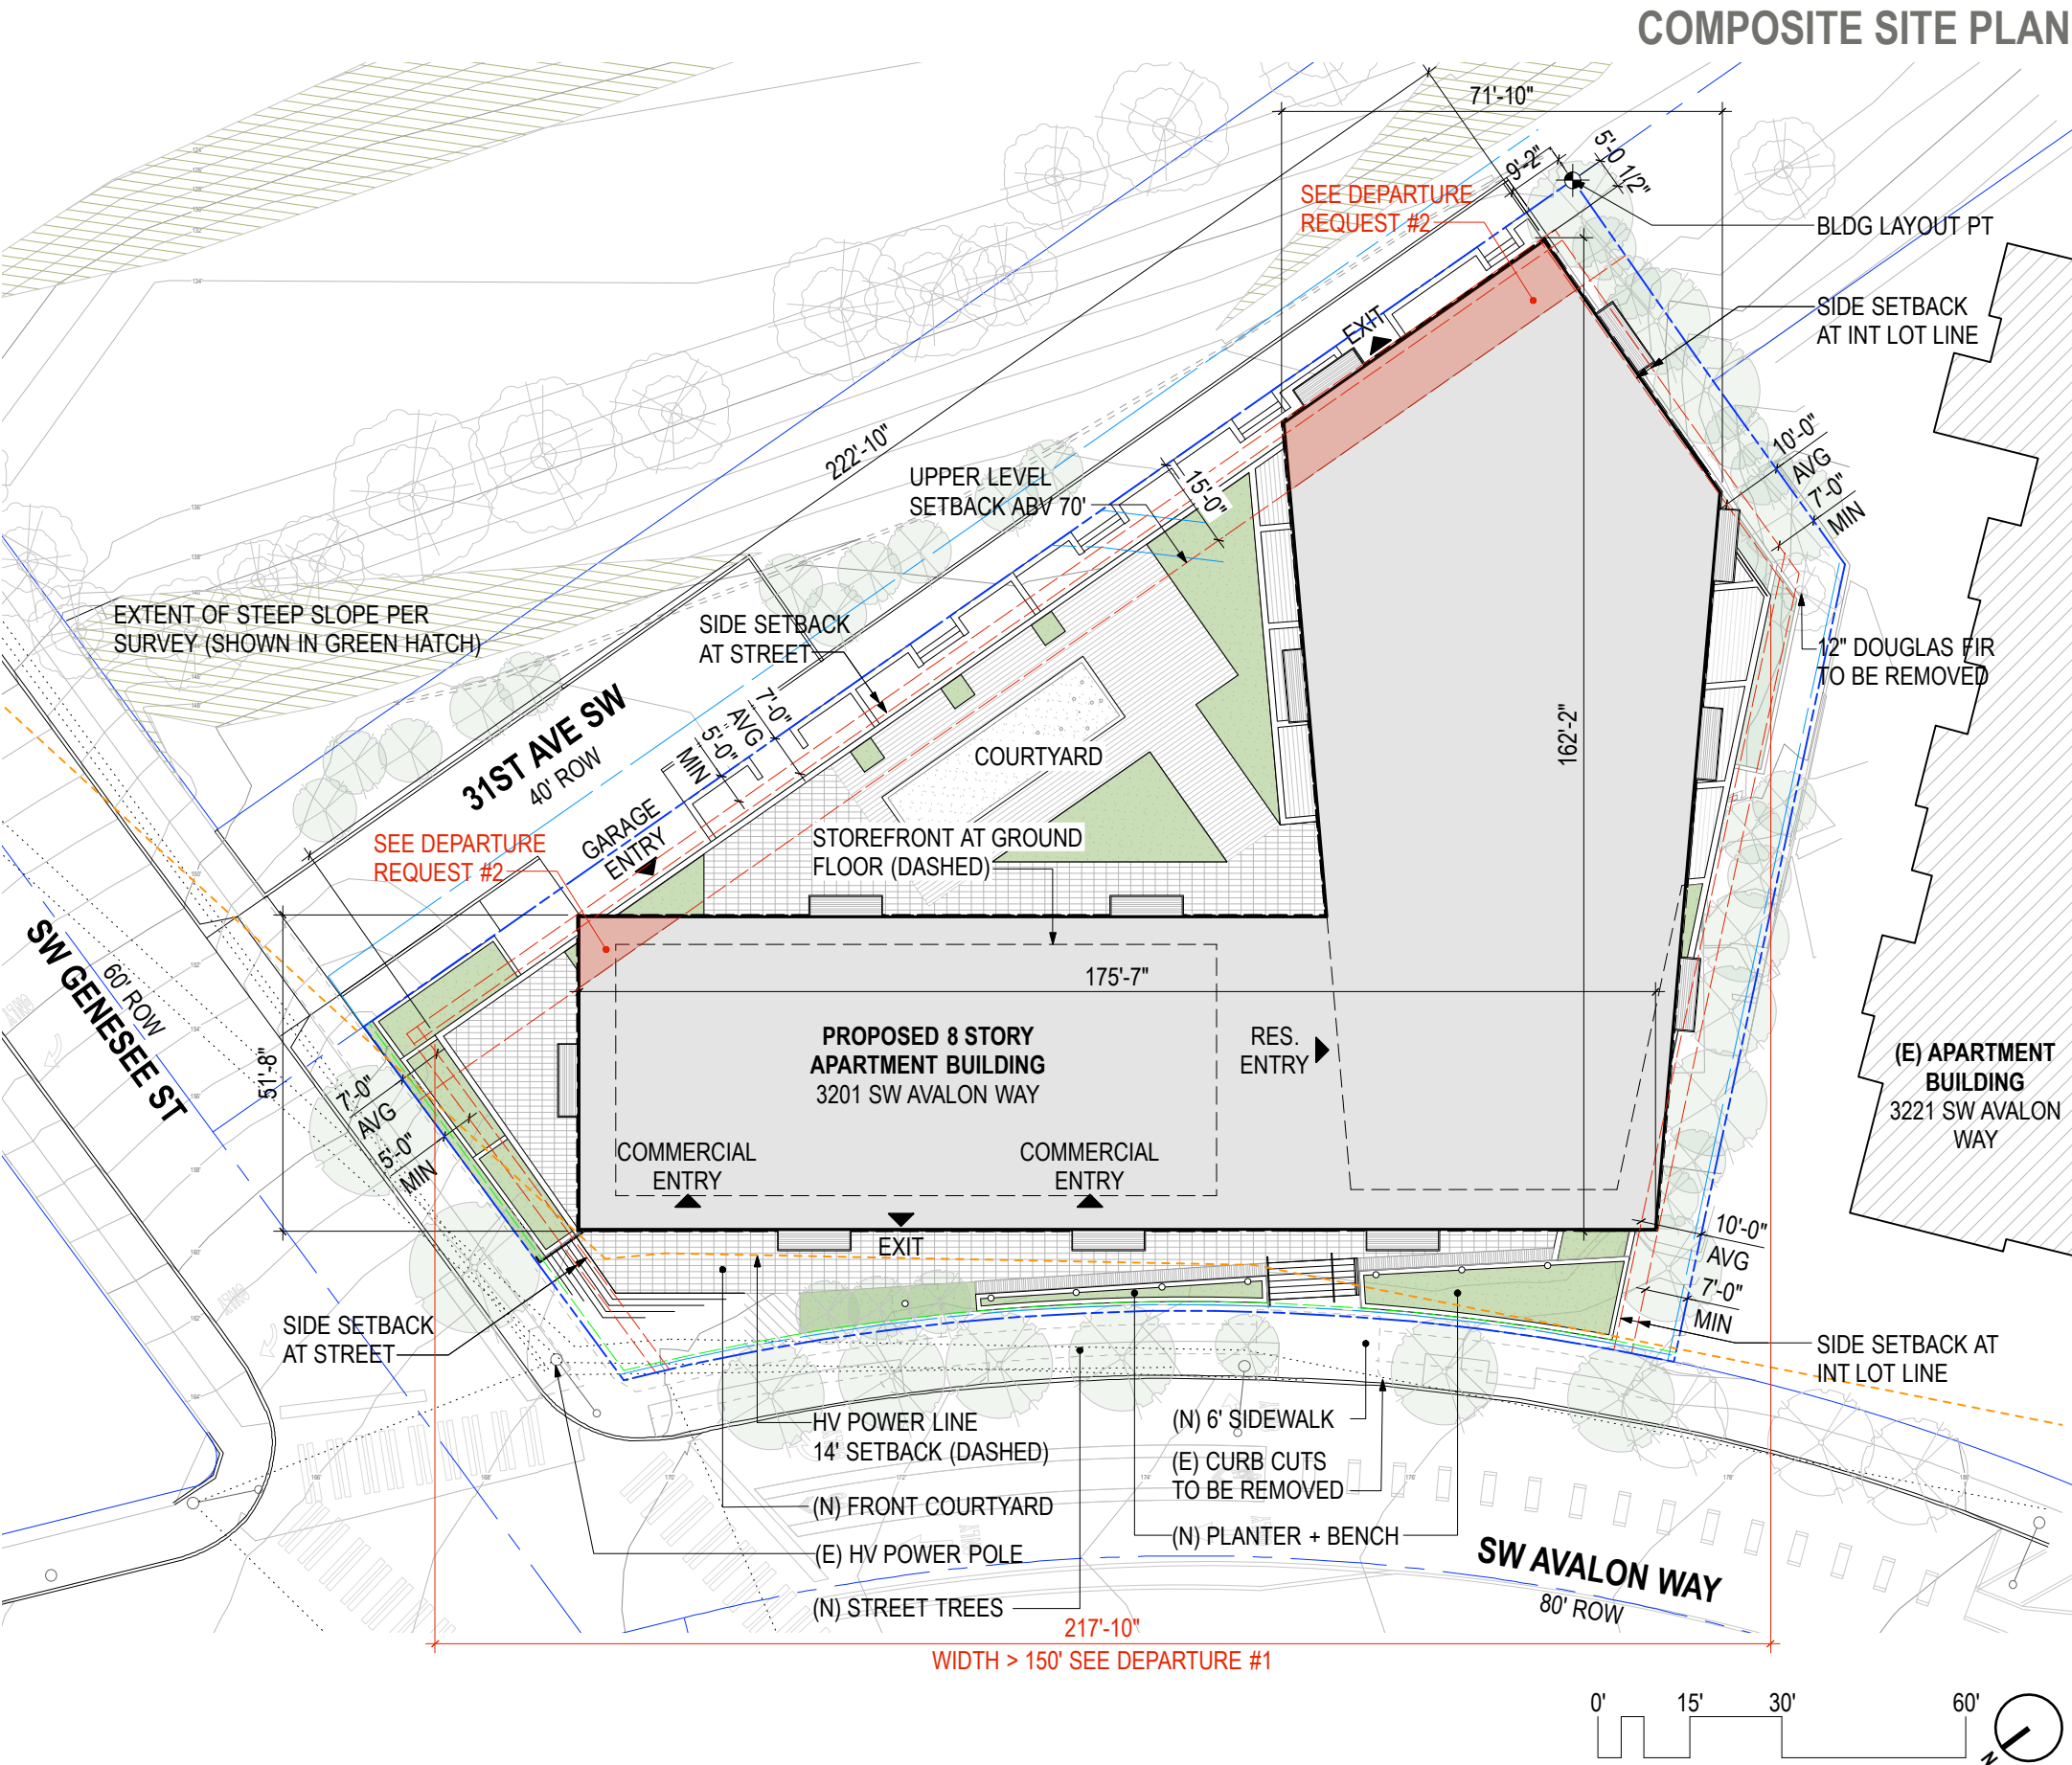 COMPOSITE SITE PLAN
71'-10"
9'-2"
5'-0 1/2"
SEE DEPARTURE
REQUEST #2
BLDG LAYOUT PT
SIDE SETBACK
AT INT LOT LINE
EXIT
222'-10"
UPPER LEVEL
SETBACK ABV 70'
15'-0"
10'-0"
AVG
7'-0"
MIN
EXTENT OF STEEP SLOPE PER
SURVEY (SHOWN IN GREEN HATCH)
SIDE SETBACK
AT STREET
12" DOUGLAS FIR
TO BE REMOVED
31ST AVE SW
40' ROW
7'-0"
AVG
5'-0"
MIN
COURTYARD
162'-2"
SEE DEPARTURE
REQUEST #2
GARAGE
ENTRY
STOREFRONT AT GROUND
FLOOR (DASHED)
SW GENESEE ST
60' ROW
175'-7"
51'-8"
PROPOSED 8 STORY
APARTMENT BUILDING
3201 SW AVALON WAY
RES.
ENTRY
(E) APARTMENT
BUILDING
3221 SW AVALON
WAY
7'-0"
AVG
5'-0"
MIN
COMMERCIAL
ENTRY
COMMERCIAL
ENTRY
EXIT
10'-0"
AVG
7'-0"
MIN
SIDE SETBACK
AT STREET
SIDE SETBACK AT
INT LOT LINE
HV POWER LINE
14' SETBACK (DASHED)
(N) 6' SIDEWALK
(E) CURB CUTS
TO BE REMOVED
(N) FRONT COURTYARD
(N) PLANTER + BENCH
(E) HV POWER POLE
(N) STREET TREES
SW AVALON WAY
80' ROW
217'-10"
WIDTH > 150' SEE DEPARTURE #1
0' 15' 30' 60'
N